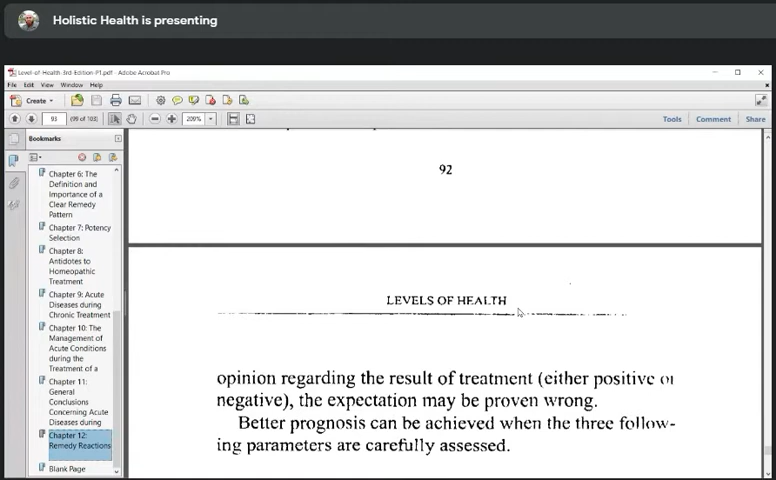 Holistic Health is presenting
Level-of-Health-3rd-Edition-P1.pdf - Adobe Acrobat Pro
File Edit View Window Help
Create
93 (99 of 103) 200%
Tools Comment Share
Bookmarks
Chapter 6: The
Definition and
Importance of a
Clear Remedy
Pattern
Chapter 7: Potency
Selection
Chapter 8:
Antidotes to
Homeopathic
Treatment
Chapter 9: Acute
Diseases during
Chronic Treatment
Chapter 10: The
Management of
Acute Conditions
during the
Treatment of a
Chapter 11:
General
Conclusions
Concerning Acute
Diseases during
Chapter 12:
Remedy Reactions
Blank Page
92
LEVELS OF HEALTH
opinion regarding the result of treatment (either positive or
negative), the expectation may be proven wrong.
Better prognosis can be achieved when the three follow-
ing parameters are carefully assessed.